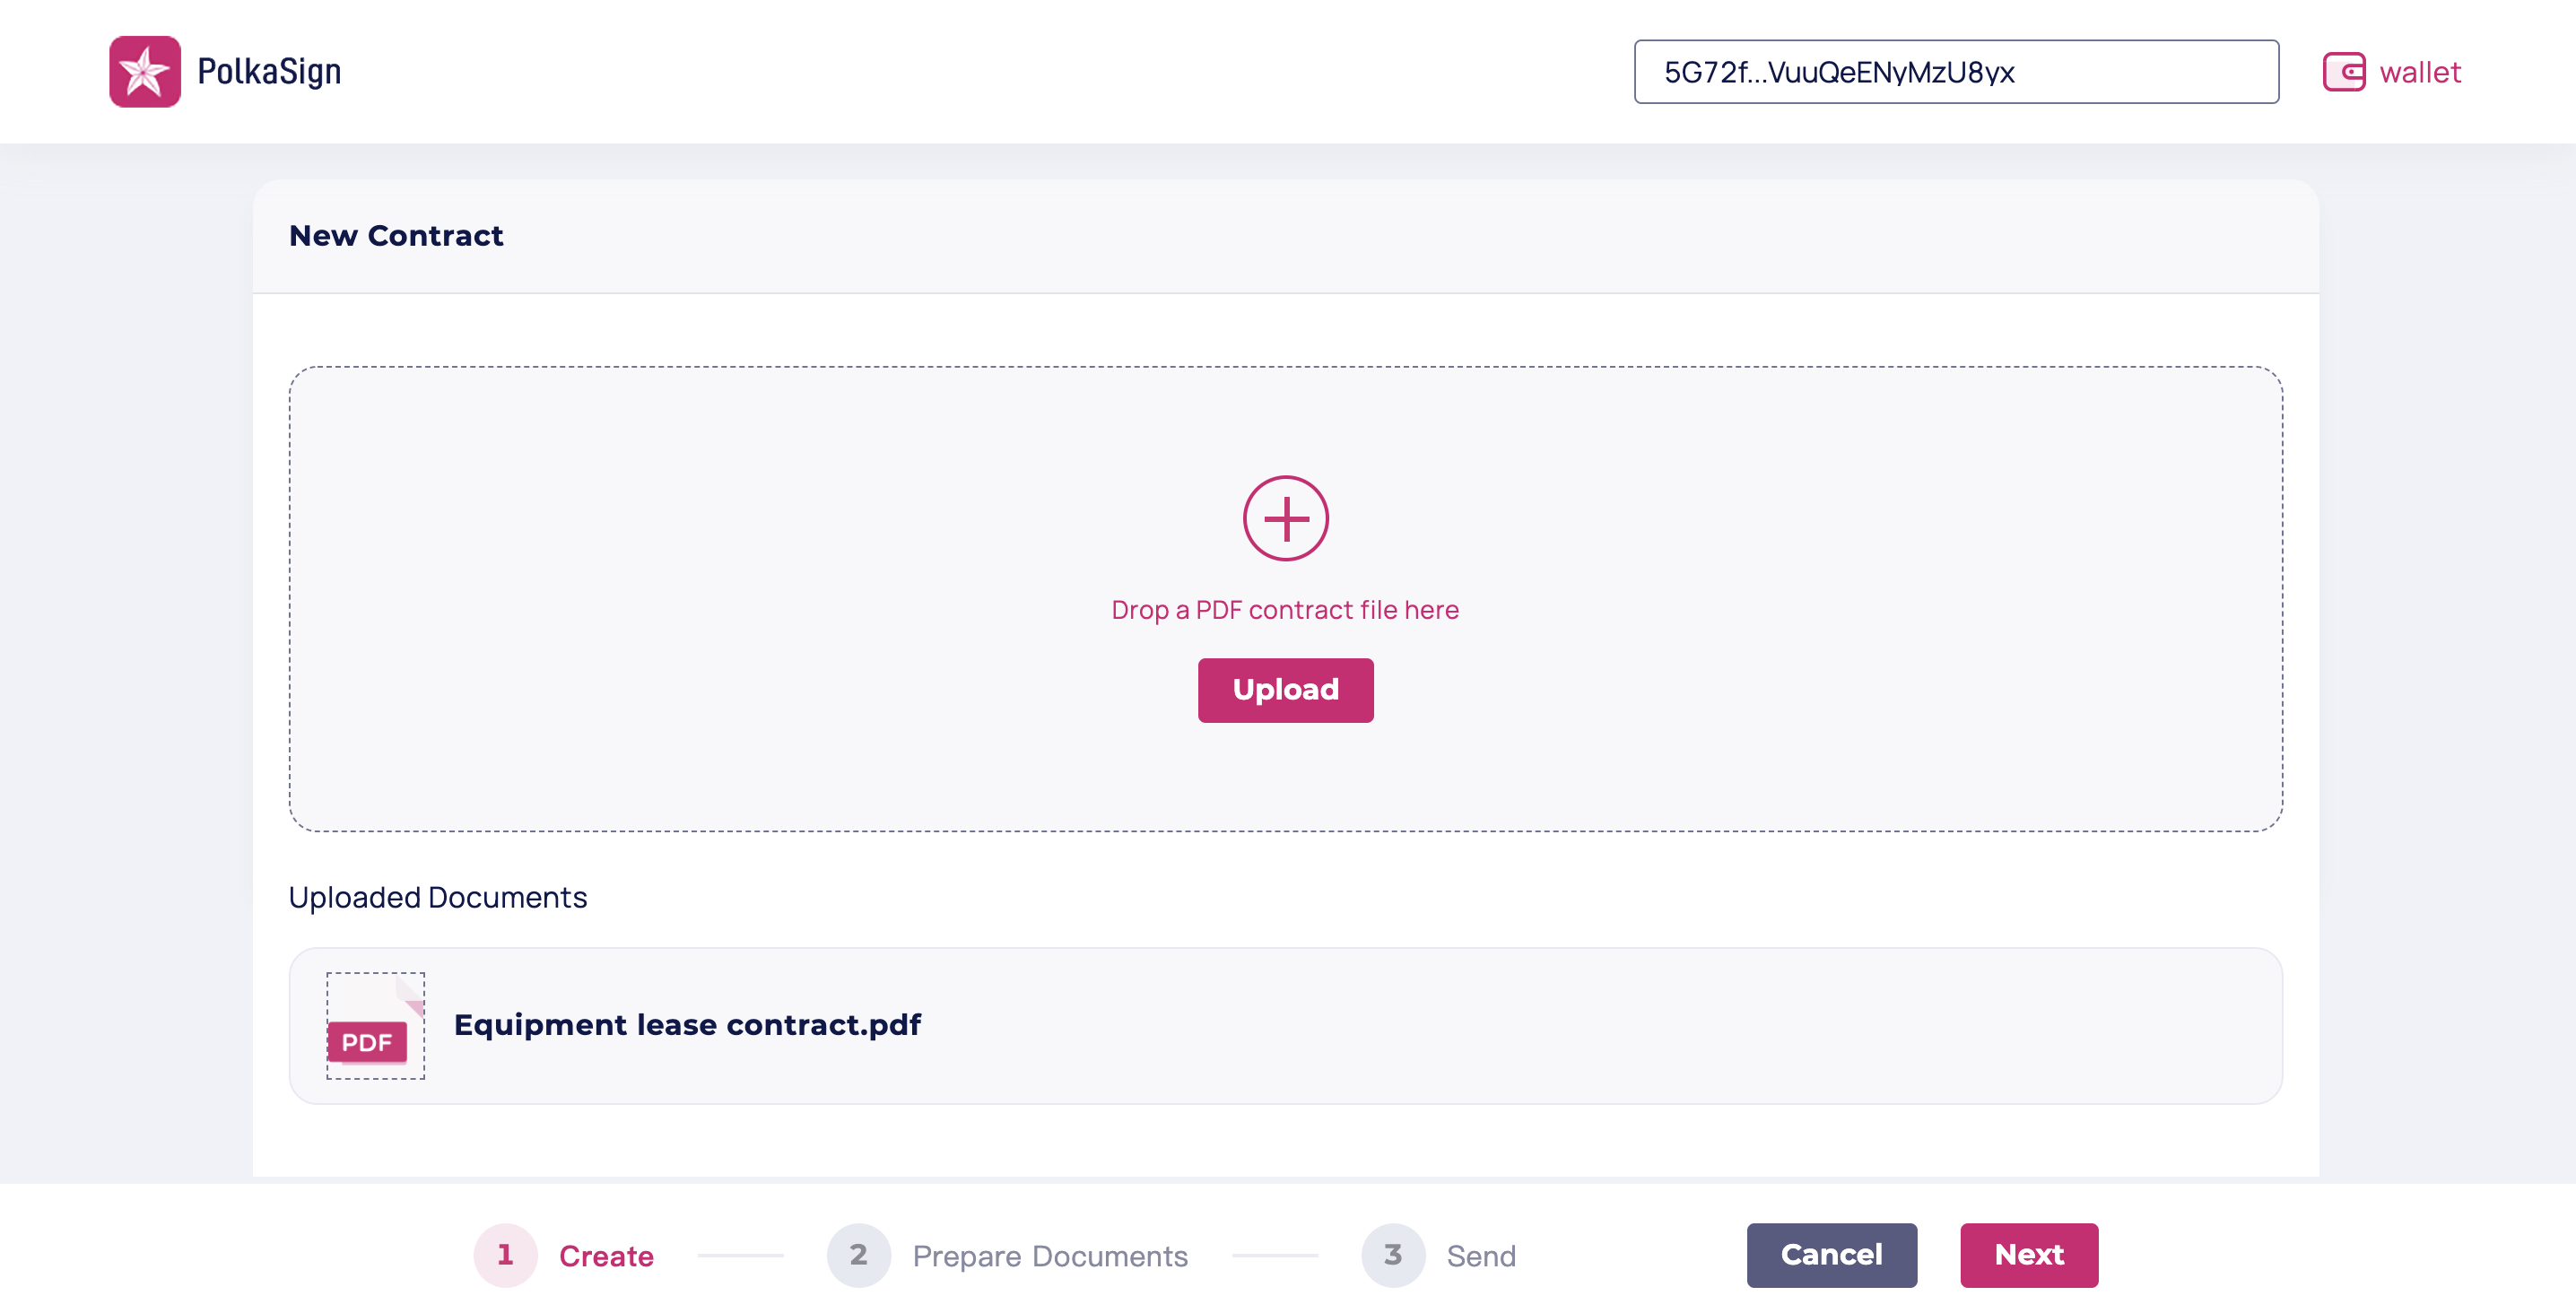 PolkaSign
5G72f...VuuQeENyMzU8yx
wallet
New Contract
Drop a PDF contract file here
Upload
Uploaded Documents
PDF
Equipment lease contract.pdf
1 Create
2 Prepare Documents
3 Send
Cancel
Next